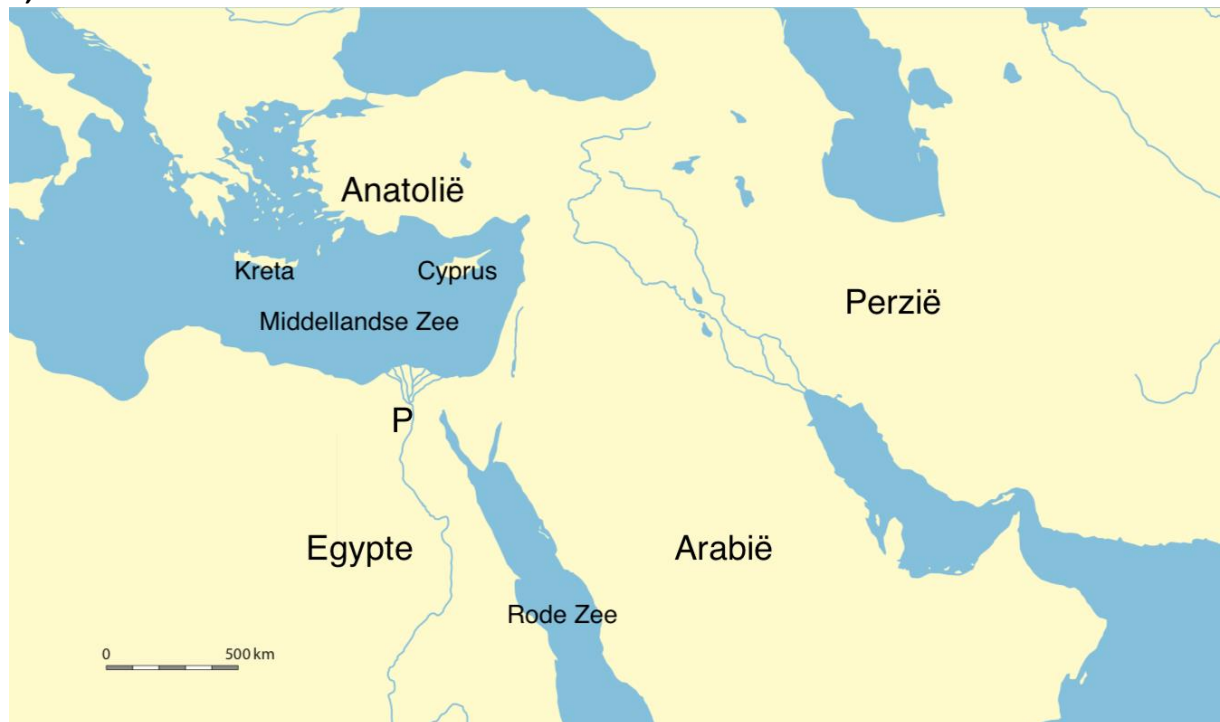 Anatolië
Kreta
Cyprus
Perzië
Middellandse Zee
P
Egypte
Arabië
Rode Zee
0 500 km